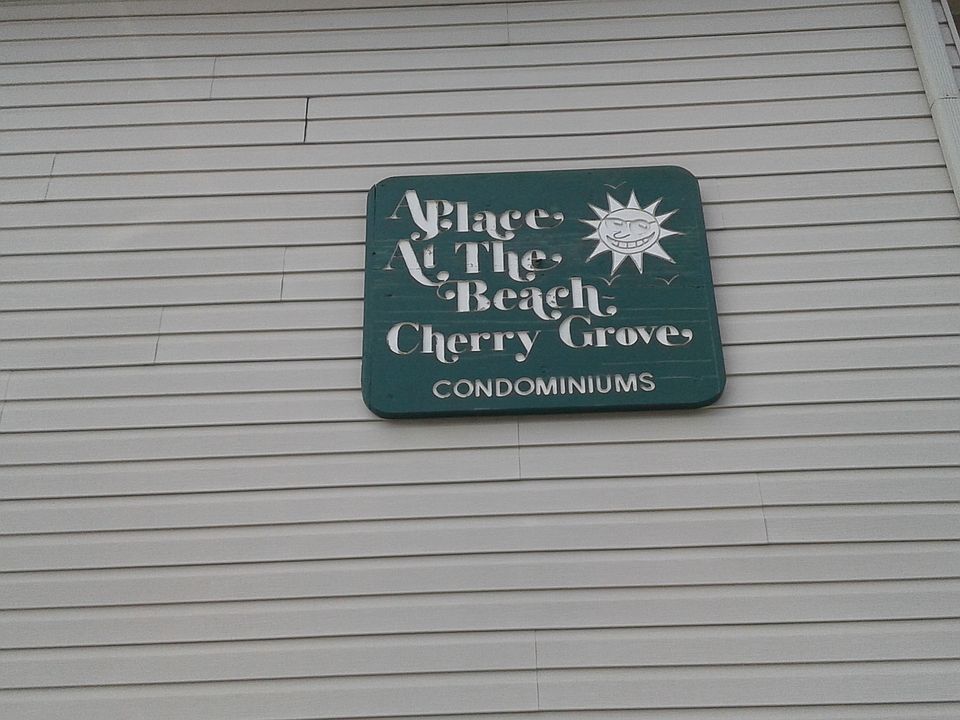 A Place
At The
Beach
Cherry Grove
CONDOMINIUMS